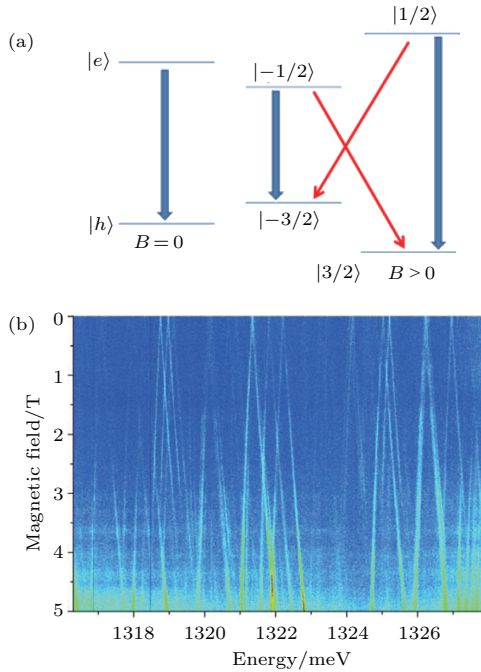 (a)
|1/2⟩
|e⟩
|−1/2⟩
|h⟩
|−3/2⟩
B = 0
|3/2⟩
B > 0
(b)
0
1
2
3
4
5
Magnetic field/T
1318
1320
1322
1324
1326
Energy/meV